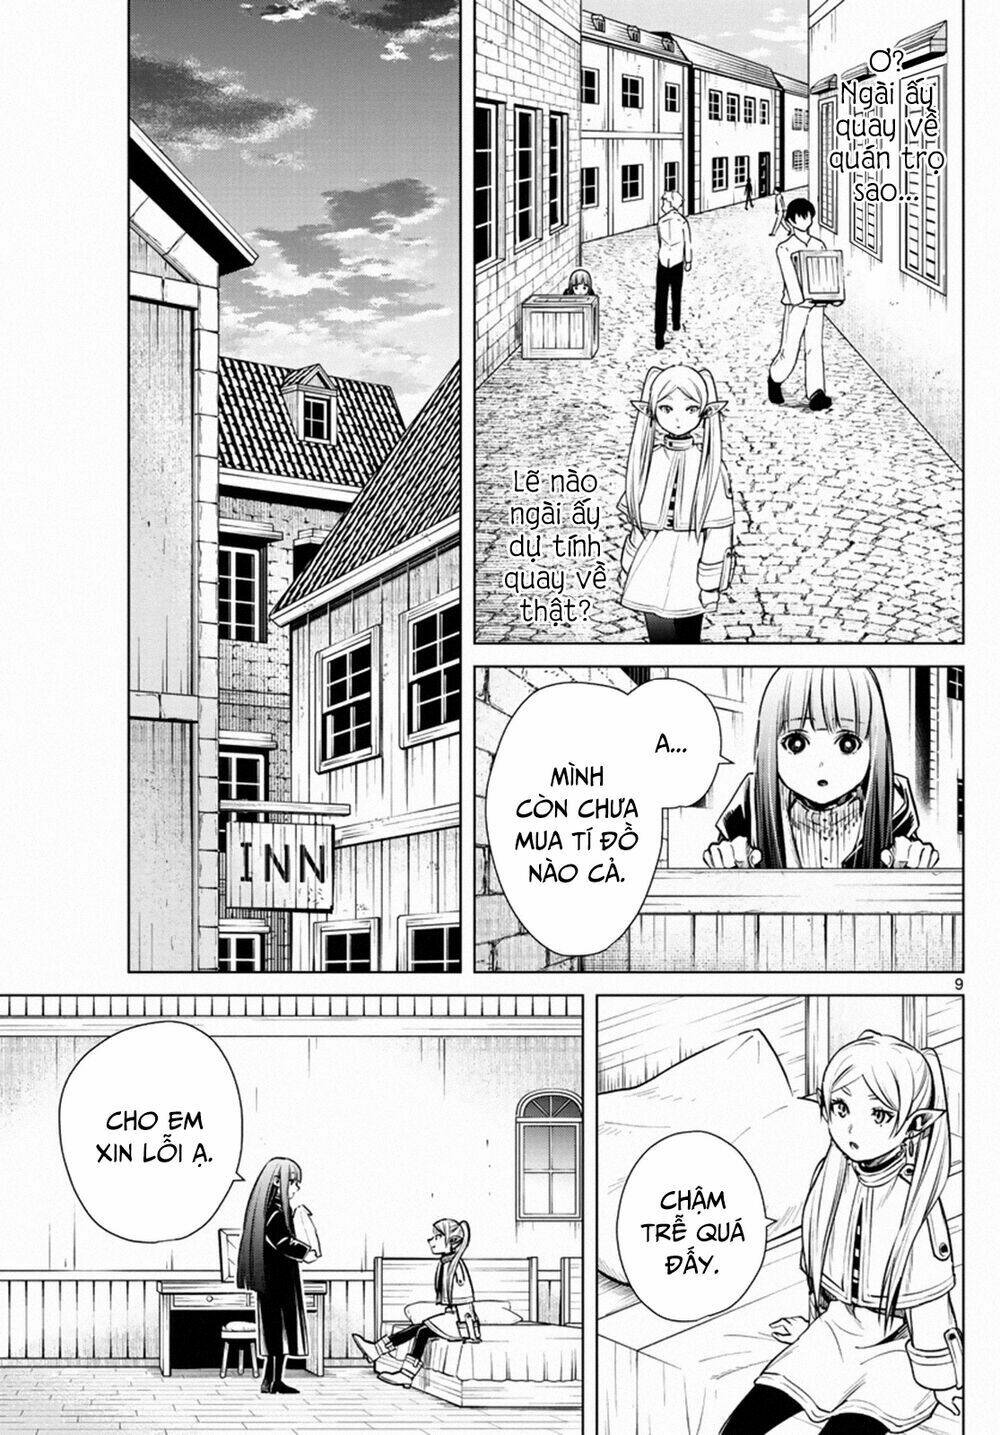 Ơ?
Ngài ấy
quay về
quán trọ
sao...
Lẽ nào
ngài ấy
dự tính
quay về
thật?
A...
MÌNH
CÒN CHƯA
MUA TÍ ĐỒ
NÀO CẢ.
INN
9
CHẬM
TRỄ QUÁ
ĐẤY.
CHO EM
XIN LỖI Ạ.